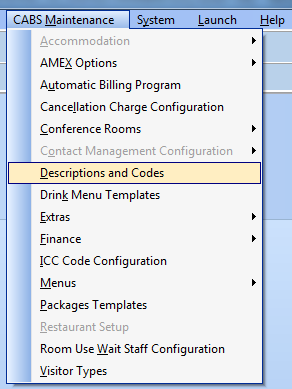 CABS Maintenance System Launch Help
Accommodation
AMEX Options
Automatic Billing Program
Cancellation Charge Configuration
Conference Rooms
Contact Management Configuration
Descriptions and Codes
Drink Menu Templates
Extras
Finance
ICC Code Configuration
Menus
Packages Templates
Restaurant Setup
Room Use Wait Staff Configuration
Visitor Types